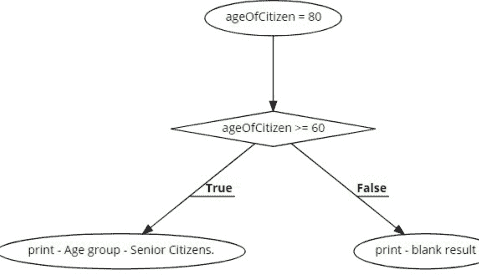 ageOfCitizen = 80
ageOfCitizen >= 60
True
False
print - Age group - Senior Citizens.
print - blank result